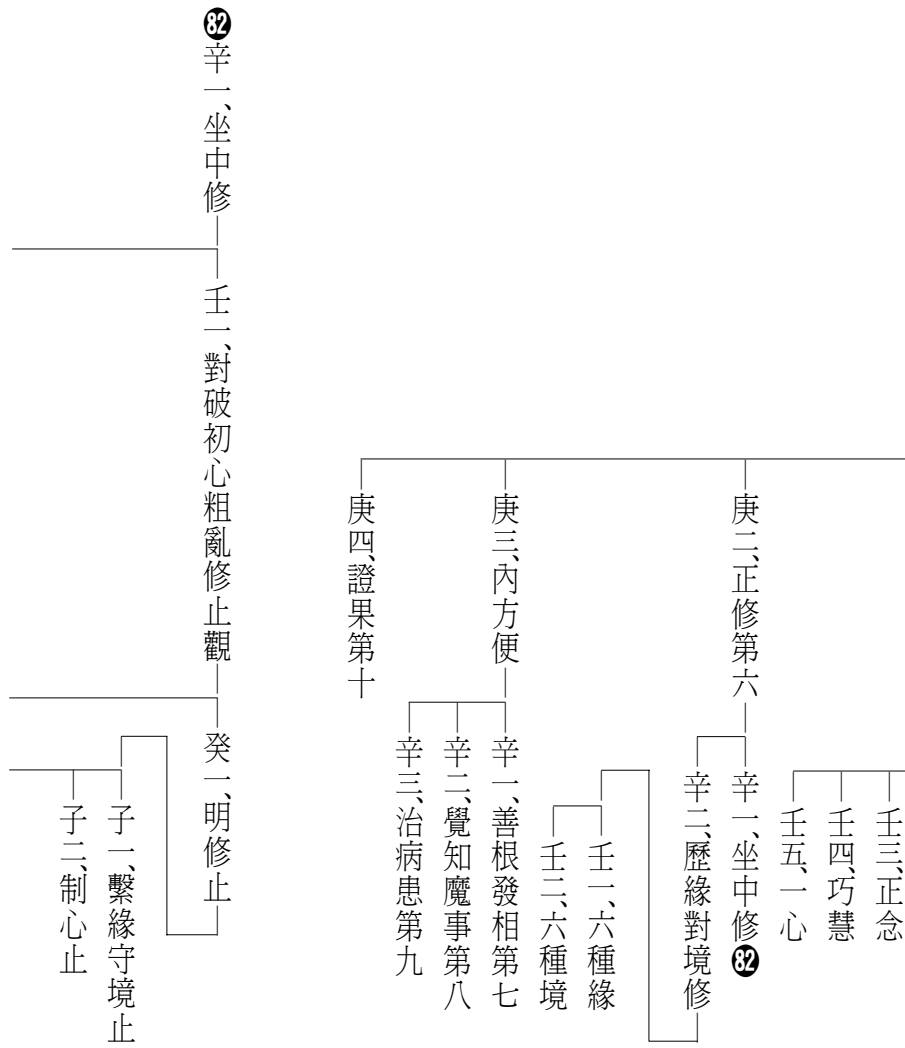 壬三、正念
壬四、巧慧
壬五、一心
庚二、正修第六
辛一、坐中修82
辛二、歷緣對境修
壬一、六種緣
壬二、六種境
庚三、內方便
辛一、善根發相第七
辛二、覺知魔事第八
辛三、治病患第九
庚四、證果第十
82辛一、坐中修
壬一、對破初心粗亂修止觀
癸一、明修止
子一、繫緣守境止
子二、制心止